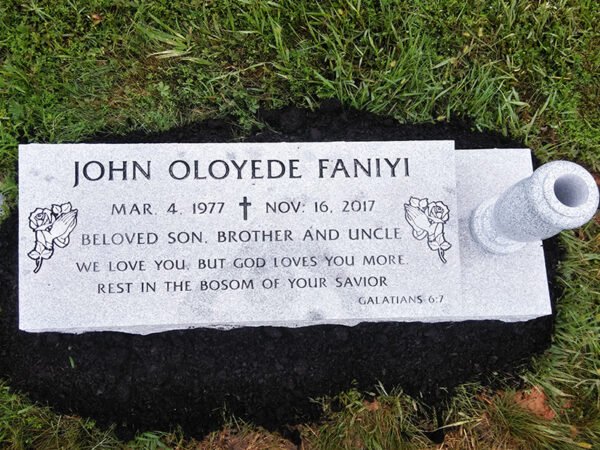 JOHN OLOYEDE FANIYI
MAR. 4. 1977 ✝ NOV. 16, 2017
BELOVED SON, BROTHER AND UNCLE
WE LOVE YOU, BUT GOD LOVES YOU MORE.
REST IN THE BOSOM OF YOUR SAVIOR
GALATIANS 6:7